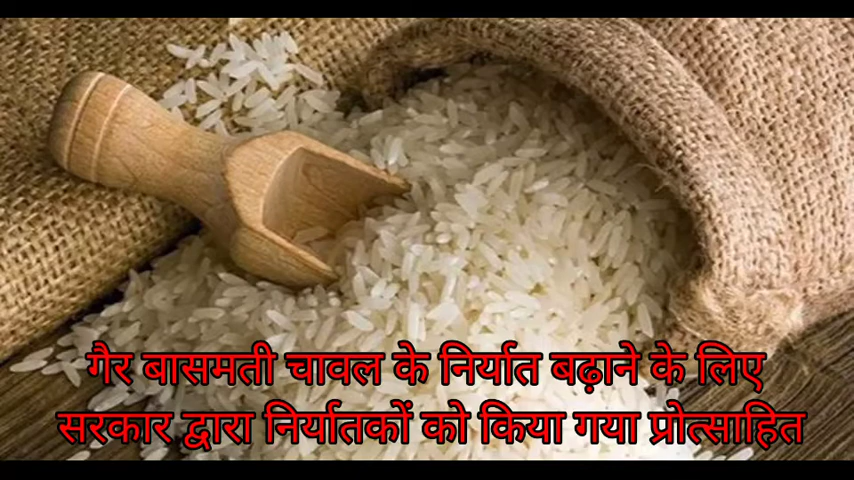 गैर बासमती चावल के निर्यात बढ़ाने के लिए
सरकार द्वारा निर्यातकों को किया गया प्रोत्साहित